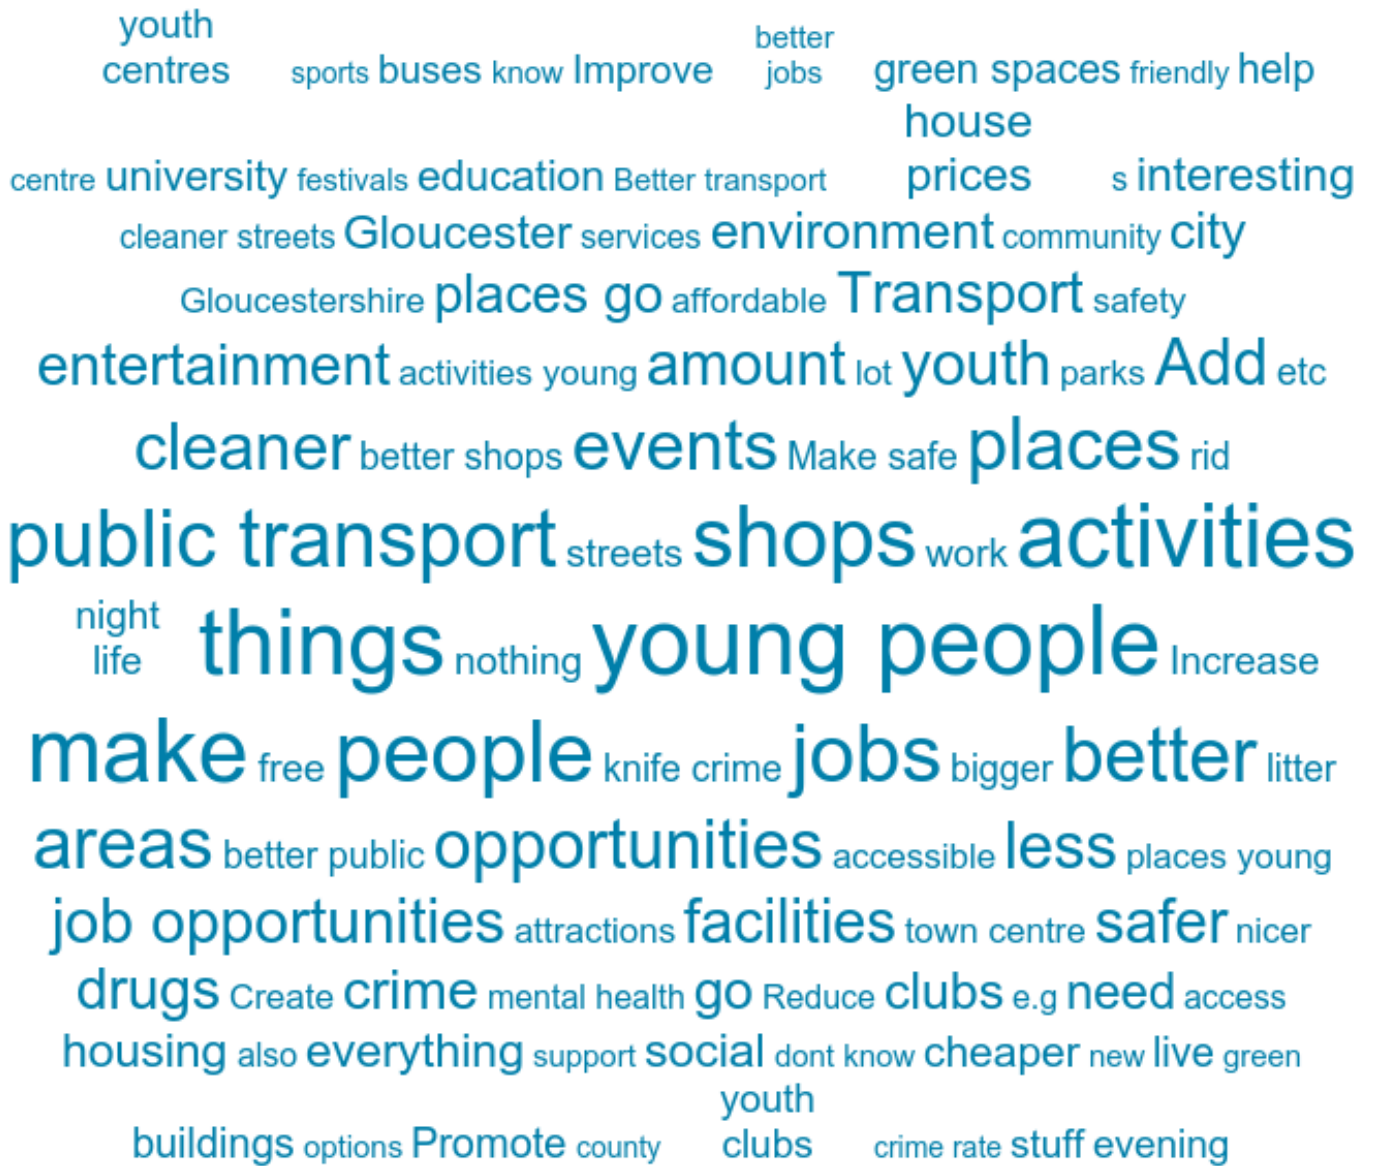 youth
centres sports buses know Improve better
jobs green spaces friendly help
centre university festivals education Better transport house
prices s interesting
cleaner streets Gloucester services environment community city
Gloucestershire places go affordable Transport safety
entertainment activities young amount lot youth parks Add etc
cleaner better shops events Make safe places rid
public transport streets shops work activities
night
life things nothing young people Increase
make free people knife crime jobs bigger better litter
areas better public opportunities accessible less places young
job opportunities attractions facilities town centre safer nicer
drugs Create crime mental health go Reduce clubs e.g need access
housing also everything support social dont know cheaper new live green
buildings options Promote county youth
clubs crime rate stuff evening